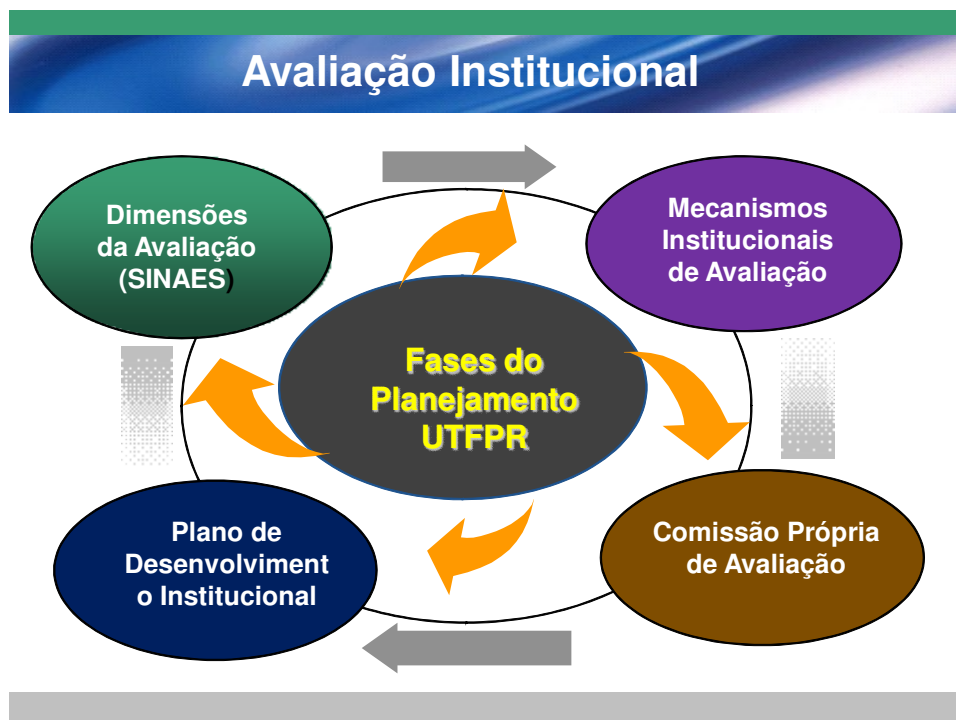 Avaliação Institucional
Dimensões
da Avaliação
(SINAES)
Mecanismos
Institucionais
de Avaliação
Fases do
Planejamento
UTFPR
Plano de
Desenvolviment
o Institucional
Comissão Própria
de Avaliação